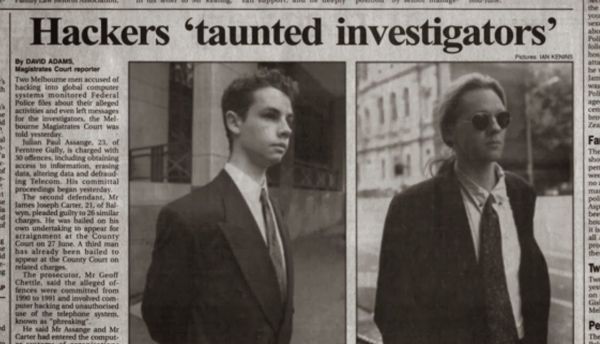 Hackers 'taunted investigators'
Pictures: IAN KENINS
By DAVID ADAMS,
Magistrates Court reporter
Two Melbourne men accused of
hacking into global computer
systems monitored Federal
Police files about their alleged
activities and even left messages
for the investigators, the Mel-
bourne Magistrates Court was
told yesterday.
Julian Paul Assange, 23, of
Ferntree Gully, is charged with
30 offences, including obtaining
access to information, erasing
data, altering data and defraud-
ing Telecom. His committal
proceedings began yesterday.
The second defendant, Mr
James Joseph Carter, 21, of Bal-
wyn, pleaded guilty to 26 similar
charges. He was bailed on his
own undertaking to appear for
arraignment at the County
Court on 27 June. A third man
has already been bailed to
appear at the County Court on
related charges.
The prosecutor, Mr Geoff
Chettle, said the alleged of-
fences were committed from
1990 to 1991 and involved com-
puter hacking and unauthorised
use of the telephone system,
known as "phreaking".
He said Mr Assange and Mr
Carter had entered the comput-